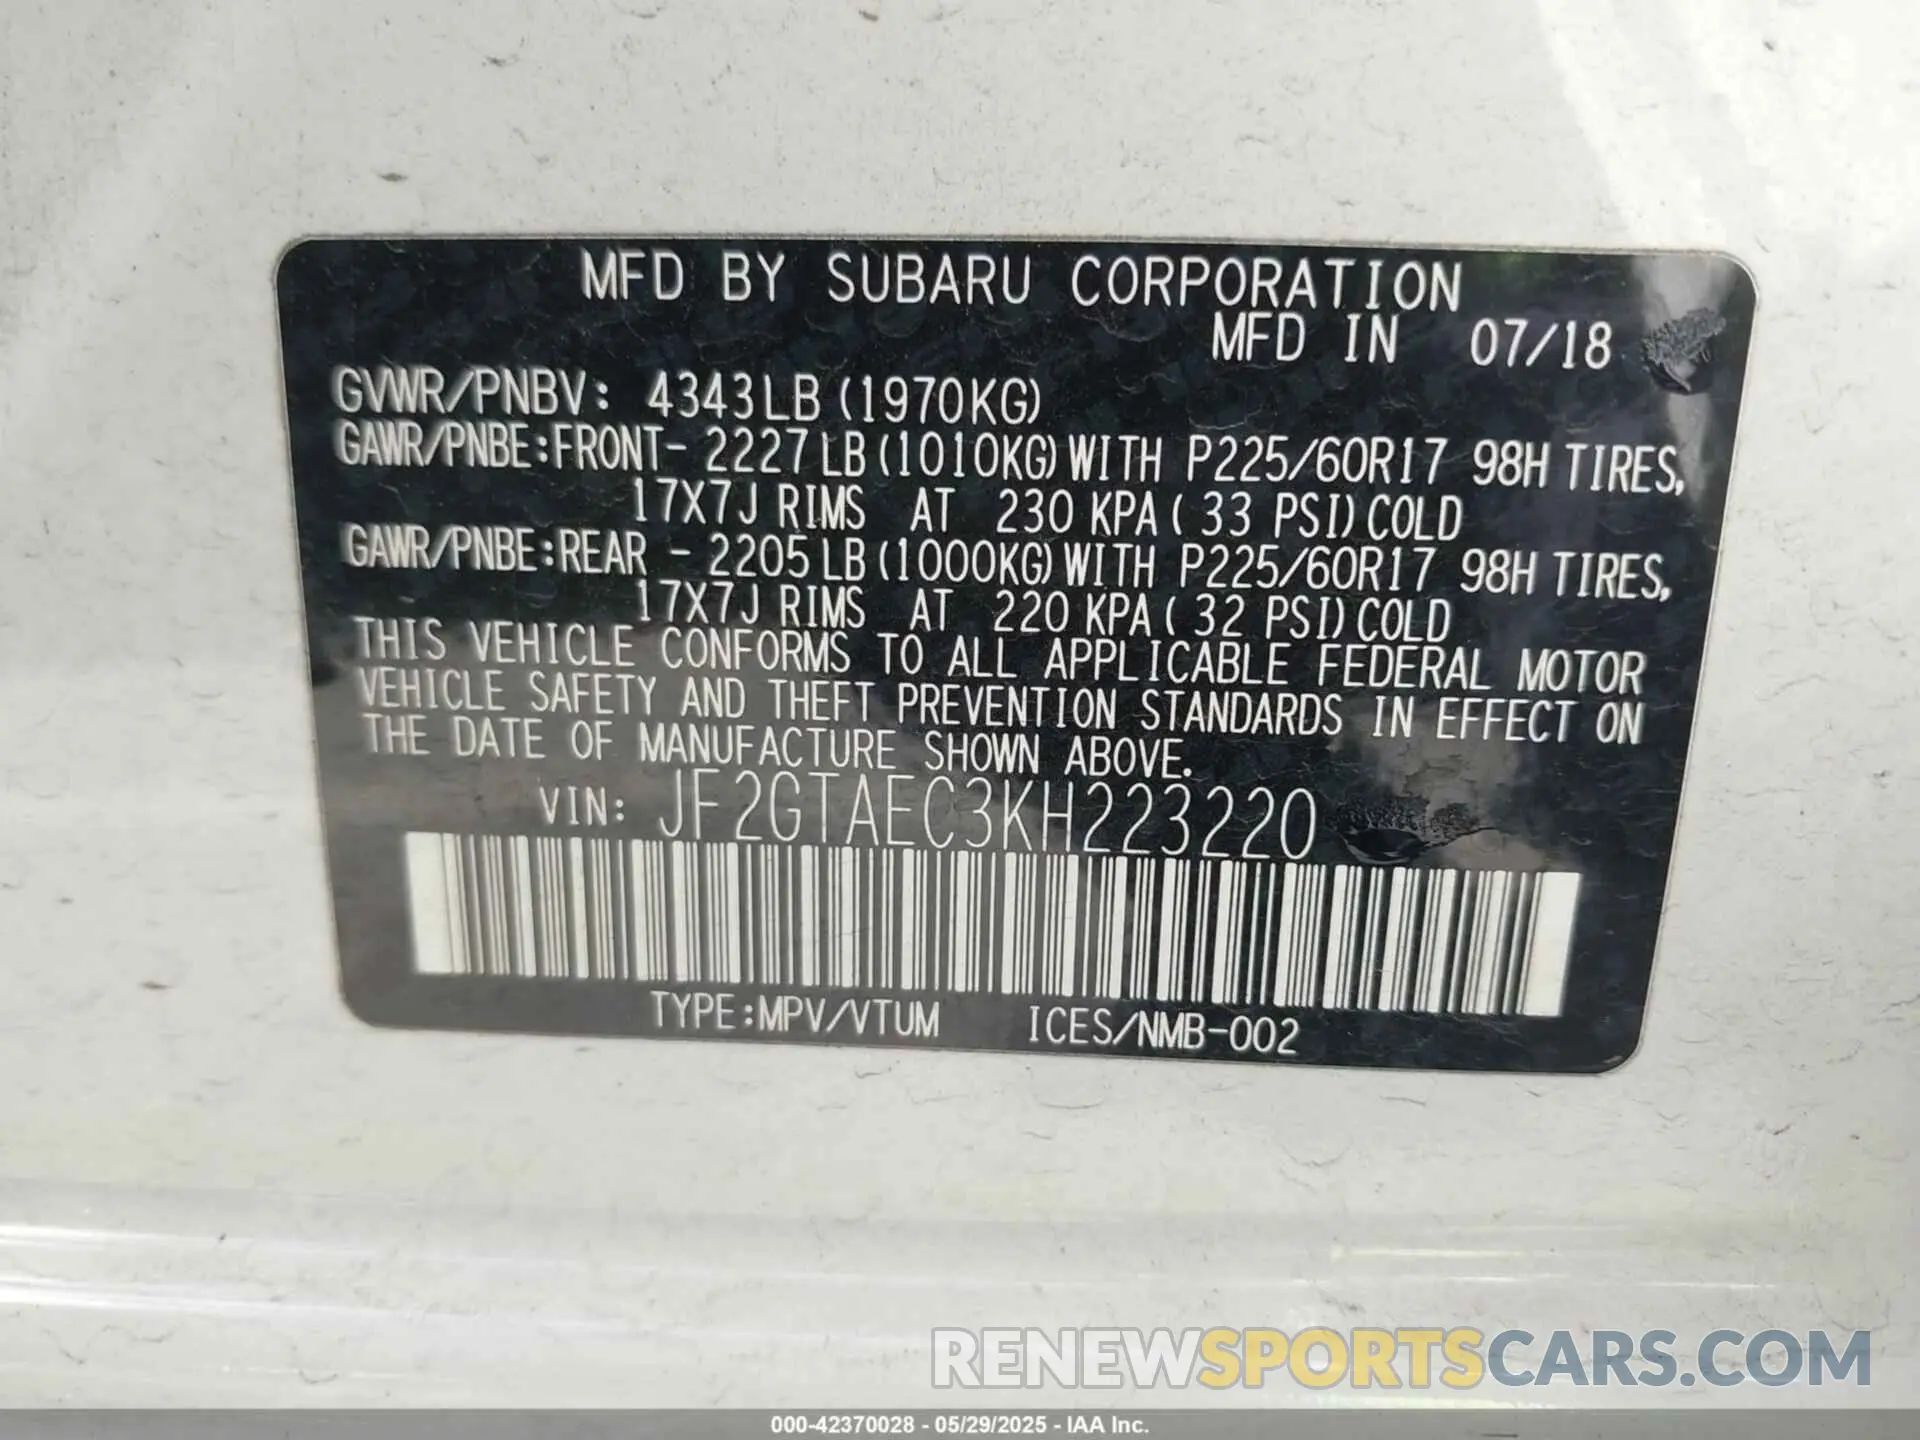 MFD BY SUBARU CORPORATION
MFD IN 07/18
GVWR/PNBV: 4343LB (1970KG)
GAWR/PNBE:FRONT- 2227LB (1010KG) WITH P225/60R17 98H TIRES,
17X7J RIMS AT 230 KPA ( 33 PSI) COLD
GAWR/PNBE:REAR - 2205LB (1000KG) WITH P225/60R17 98H TIRES,
17X7J RIMS AT 220 KPA ( 32 PSI) COLD
THIS VEHICLE CONFORMS TO ALL APPLICABLE FEDERAL MOTOR
VEHICLE SAFETY AND THEFT PREVENTION STANDARDS IN EFFECT ON
THE DATE OF MANUFACTURE SHOWN ABOVE.
VIN: JF2GTAEC3KH223220
TYPE:MPV/VTUM ICES/NMB-002
RENEWSPORTSCARS.COM
000-42370028 - 05/29/2025 - IAA Inc.